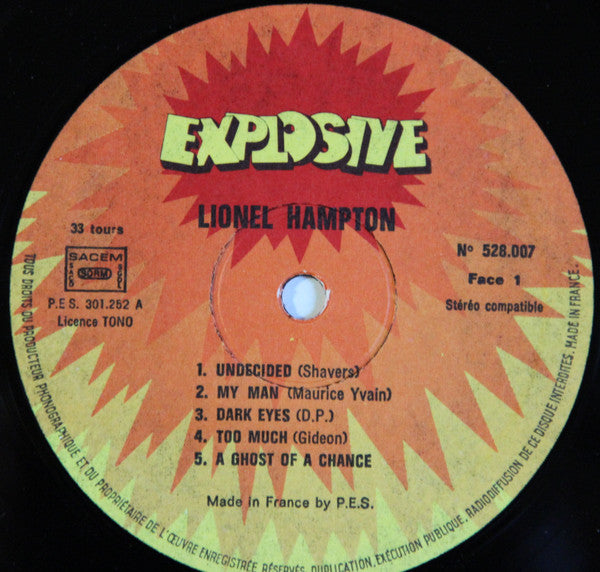 EXPLOSIVE
LIONEL HAMPTON
33 tours
SACEM
SACD
SDRM
SGDL
P.E.S. 301.252 A
Licence TONO
Nº 528.007
Face 1
Stéréo compatible
1. UNDECIDED (Shavers)
2. MY MAN (Maurice Yvain)
3. DARK EYES (D.P.)
4. TOO MUCH (Gideon)
5. A GHOST OF A CHANCE
Made in France by P.E.S.
TOUS DROITS DU PRODUCTEUR PHONOGRAPHIQUE ET DU PROPRIÉTAIRE DE L'ŒUVRE ENREGISTRÉE RÉSERVÉS. DUPLICATION, EXÉCUTION PUBLIQUE, RADIODIFFUSION DE CE DISQUE INTERDITES. MADE IN FRANCE.